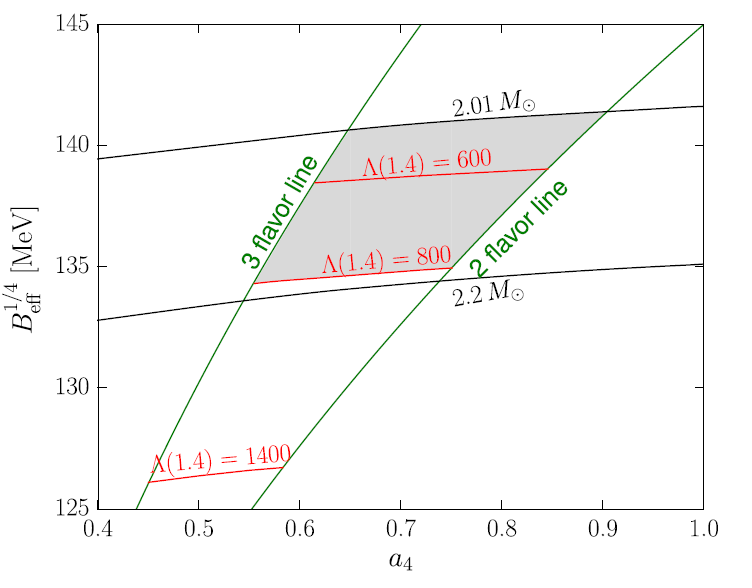 145
2.01 M⊙
140
Λ(1.4) = 600
3 flavor line
2 flavor line
Λ(1.4) = 800
135
2.2 M⊙
B_eff^{1/4} [MeV]
130
Λ(1.4) = 1400
125
0.4 0.5 0.6 0.7 0.8 0.9 1.0
a_4